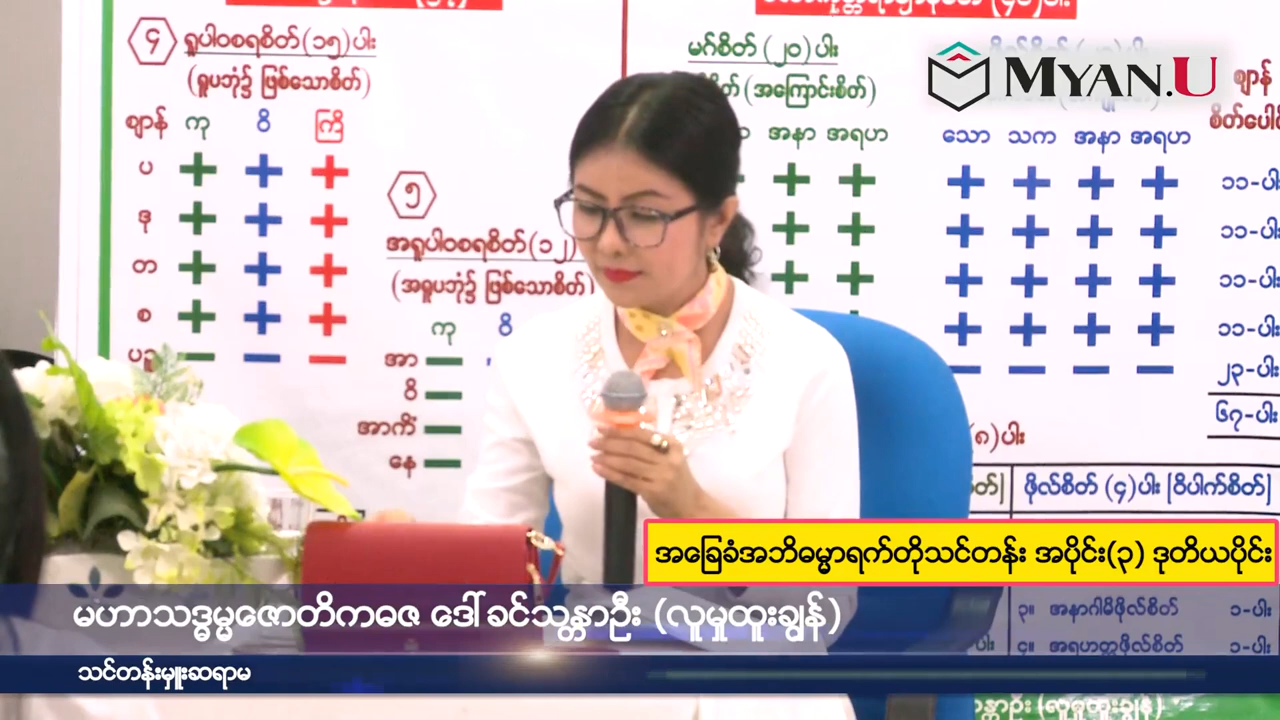 ၄ ရူပါဝစရစိတ်(၁၅)ပါး
(ရူပဘုံ၌ ဖြစ်သောစိတ်)
ဈာန် ကု ဝိ ကြိ
ပ + + +
ဒု + + +
တ + + +
စ + + +
ပဉ္ - - -
၅
အရူပါဝစရစိတ်(၁၂)
(အရူပဘုံ၌ ဖြစ်သောစိတ်)
ကု ဝိ
အာ -
ဝိ -
အာကိံ -
နေ -
မဂ်စိတ် (၂၀)ပါး
(အကြောင်းစိတ်)
အနာ အရဟ
+ +
+ +
+ +
MYAN.U
ဈာန်
သော သက အနာ အရဟ
+ + + + ၁၁-ပါး
+ + + + ၁၁-ပါး
+ + + + ၁၁-ပါး
+ + + + ၁၁-ပါး
- - - - ၂၃-ပါး
၆၇-ပါး
(၈)ပါး
ဖိုလ်စိတ် (၄)ပါး [ဝိပါက်စိတ်]
အခြေခံအဘိဓမ္မာရက်တိုသင်တန်း အပိုင်း(၃) ဒုတိယပိုင်း
၃။ အနာဂါမိဖိုလ်စိတ် ၁-ပါး
၄။ အရဟတ္တဖိုလ်စိတ် ၁-ပါး
မဟာသဒ္ဓမ္မဇောတိကဓဇ ဒေါ်ခင်သန္တာဦး (လူမှုထူးချွန်)
သင်တန်းမှူးဆရာမ
(လူမှုထူးချွန်)